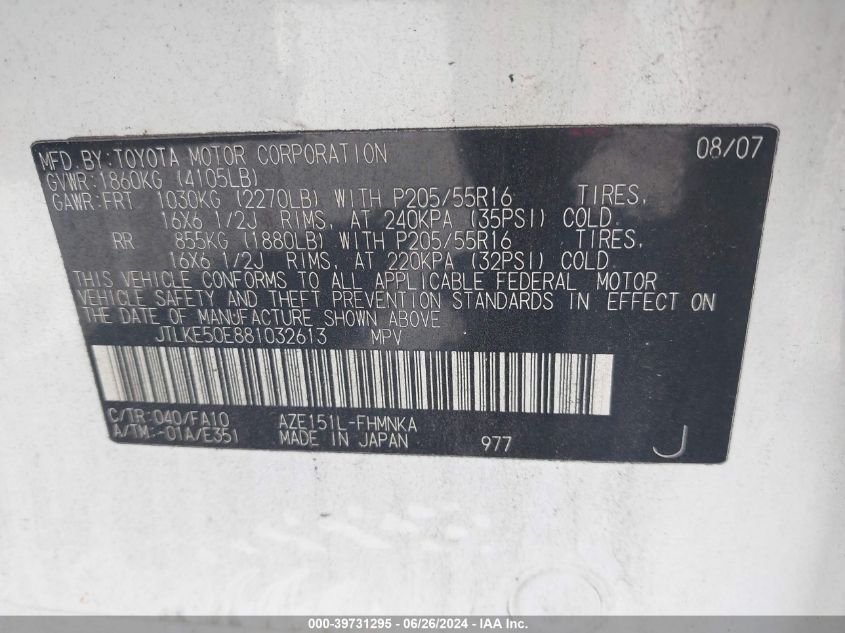 MFD. BY: TOYOTA MOTOR CORPORATION 08/07
GVWR: 1860KG (4105LB)
GAWR: FRT 1030KG (2270LB) WITH P205/55R16 TIRES,
16X6 1/2J RIMS, AT 240KPA (35PSI) COLD.
RR 855KG (1880LB) WITH P205/55R16 TIRES,
16X6 1/2J RIMS, AT 220KPA (32PSI) COLD.
THIS VEHICLE CONFORMS TO ALL APPLICABLE FEDERAL MOTOR
VEHICLE SAFETY AND THEFT PREVENTION STANDARDS IN EFFECT ON
THE DATE OF MANUFACTURE SHOWN ABOVE.
JTLKE50E881032613 MPV
C/TR: 040/FA10 AZE151L-FHMNKA
A/TM: -01A/E351 MADE IN JAPAN 977 J
000-39731295 - 06/26/2024 - IAA Inc.